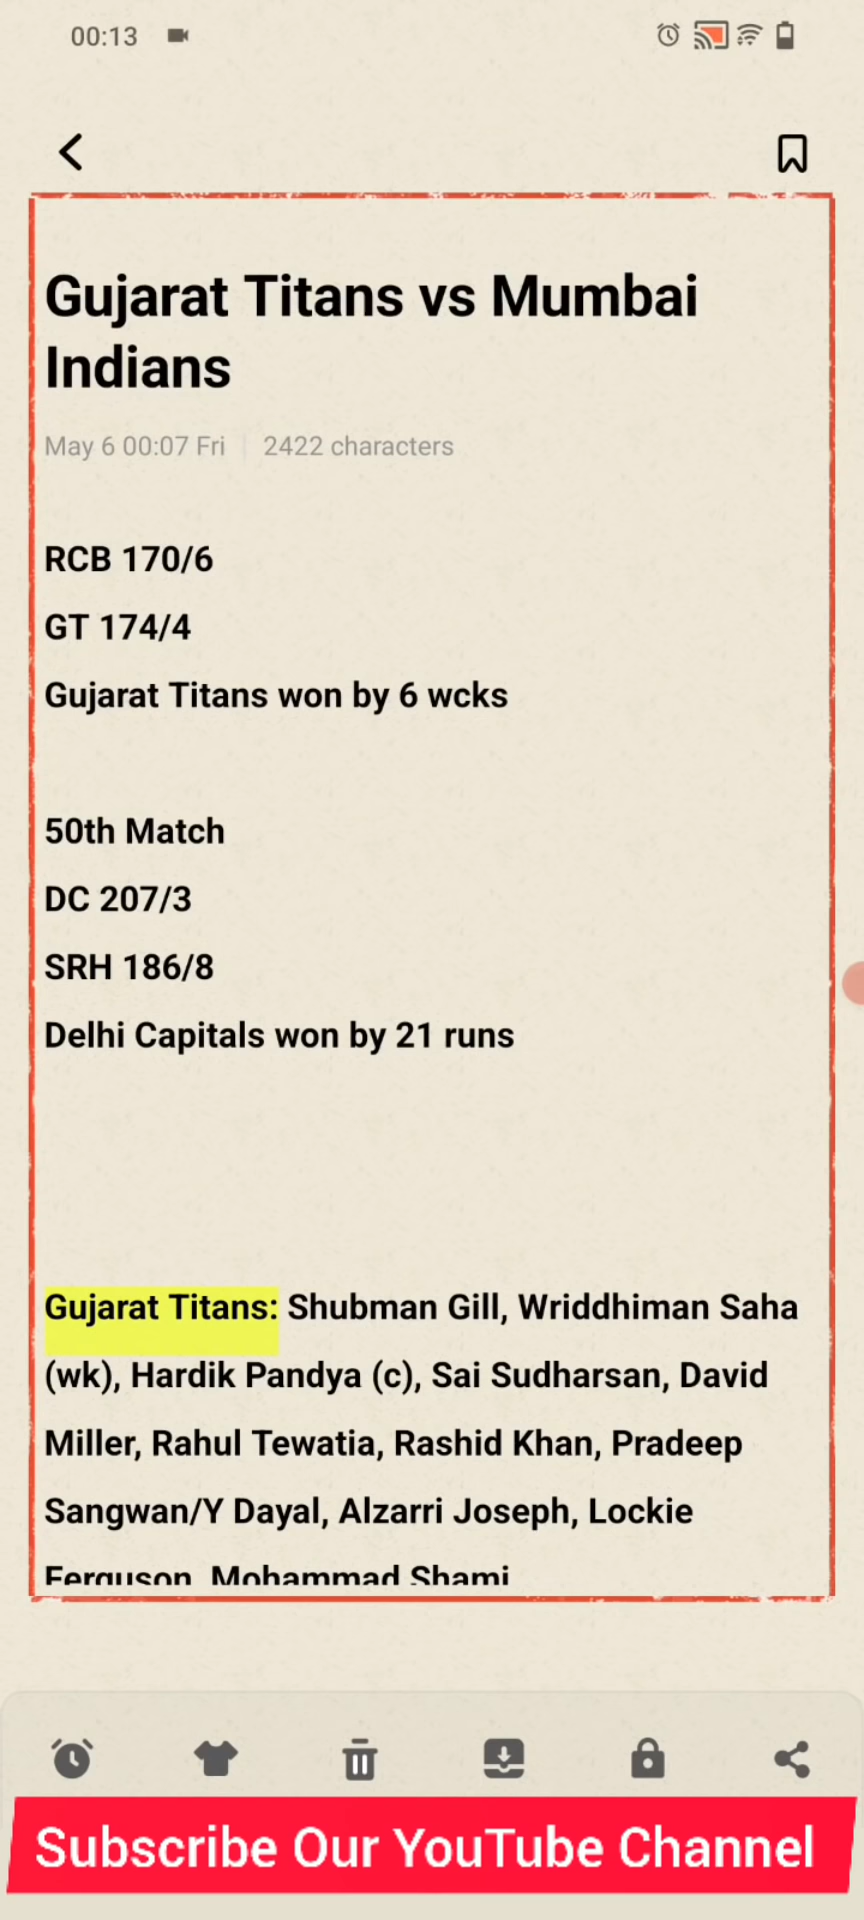 00:13
Gujarat Titans vs Mumbai
Indians
May 6 00:07 Fri | 2422 characters
RCB 170/6
GT 174/4
Gujarat Titans won by 6 wcks
50th Match
DC 207/3
SRH 186/8
Delhi Capitals won by 21 runs
Gujarat Titans: Shubman Gill, Wriddhiman Saha
(wk), Hardik Pandya (c), Sai Sudharsan, David
Miller, Rahul Tewatia, Rashid Khan, Pradeep
Sangwan/Y Dayal, Alzarri Joseph, Lockie
Ferguson, Mohammad Shami
Subscribe Our YouTube Channel